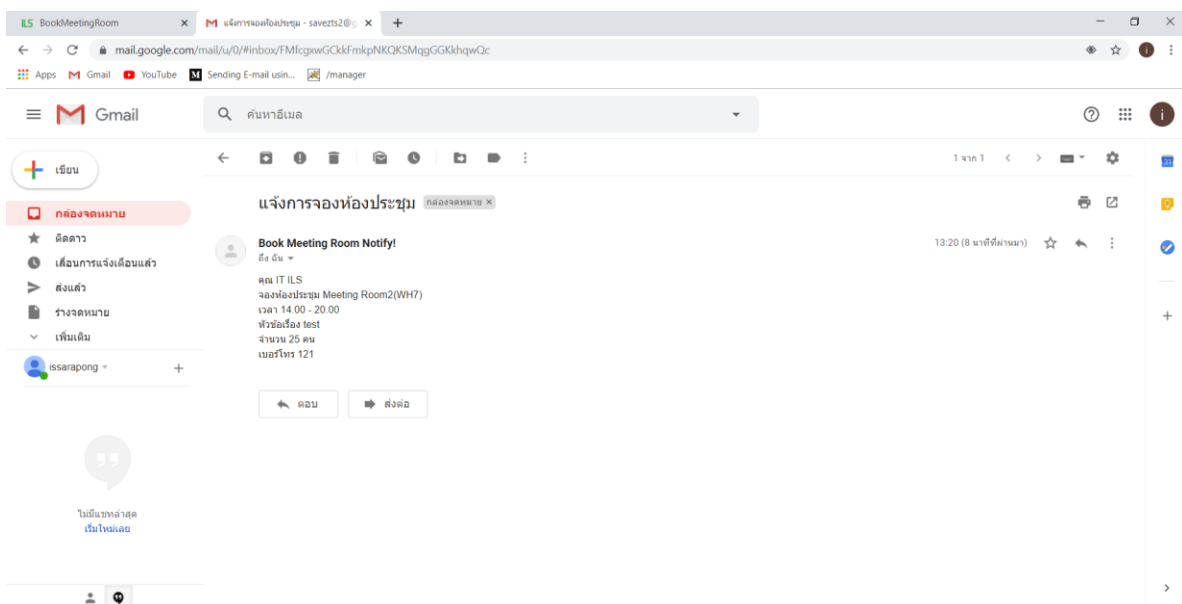 ILS BookMeetingRoom
แจ้งการจองห้องประชุม - savezts2@g
mail.google.com/mail/u/0/#inbox/FMfcgxwGCkkFmkpNKQKSMqgGGKkhqwQc
Apps Gmail YouTube M Sending E-mail usin... /manager
Gmail
ค้นหาอีเมล
i
เขียน
1 จาก 1
แจ้งการจองห้องประชุม กล่องจดหมาย ×
กล่องจดหมาย
ติดดาว
เลื่อนการแจ้งเตือนแล้ว
ส่งแล้ว
ร่างจดหมาย
เพิ่มเติม
issarapong
Book Meeting Room Notify!
13:20 (8 นาทีที่ผ่านมา)
ถึง ฉัน
คุณ IT ILS
จองห้องประชุม Meeting Room2(WH7)
เวลา 14.00 - 20.00
หัวข้อเรื่อง test
จำนวน 25 คน
เบอร์โทร 121
ตอบ
ส่งต่อ
ไม่มีแชทล่าสุด
เริ่มใหม่เลย